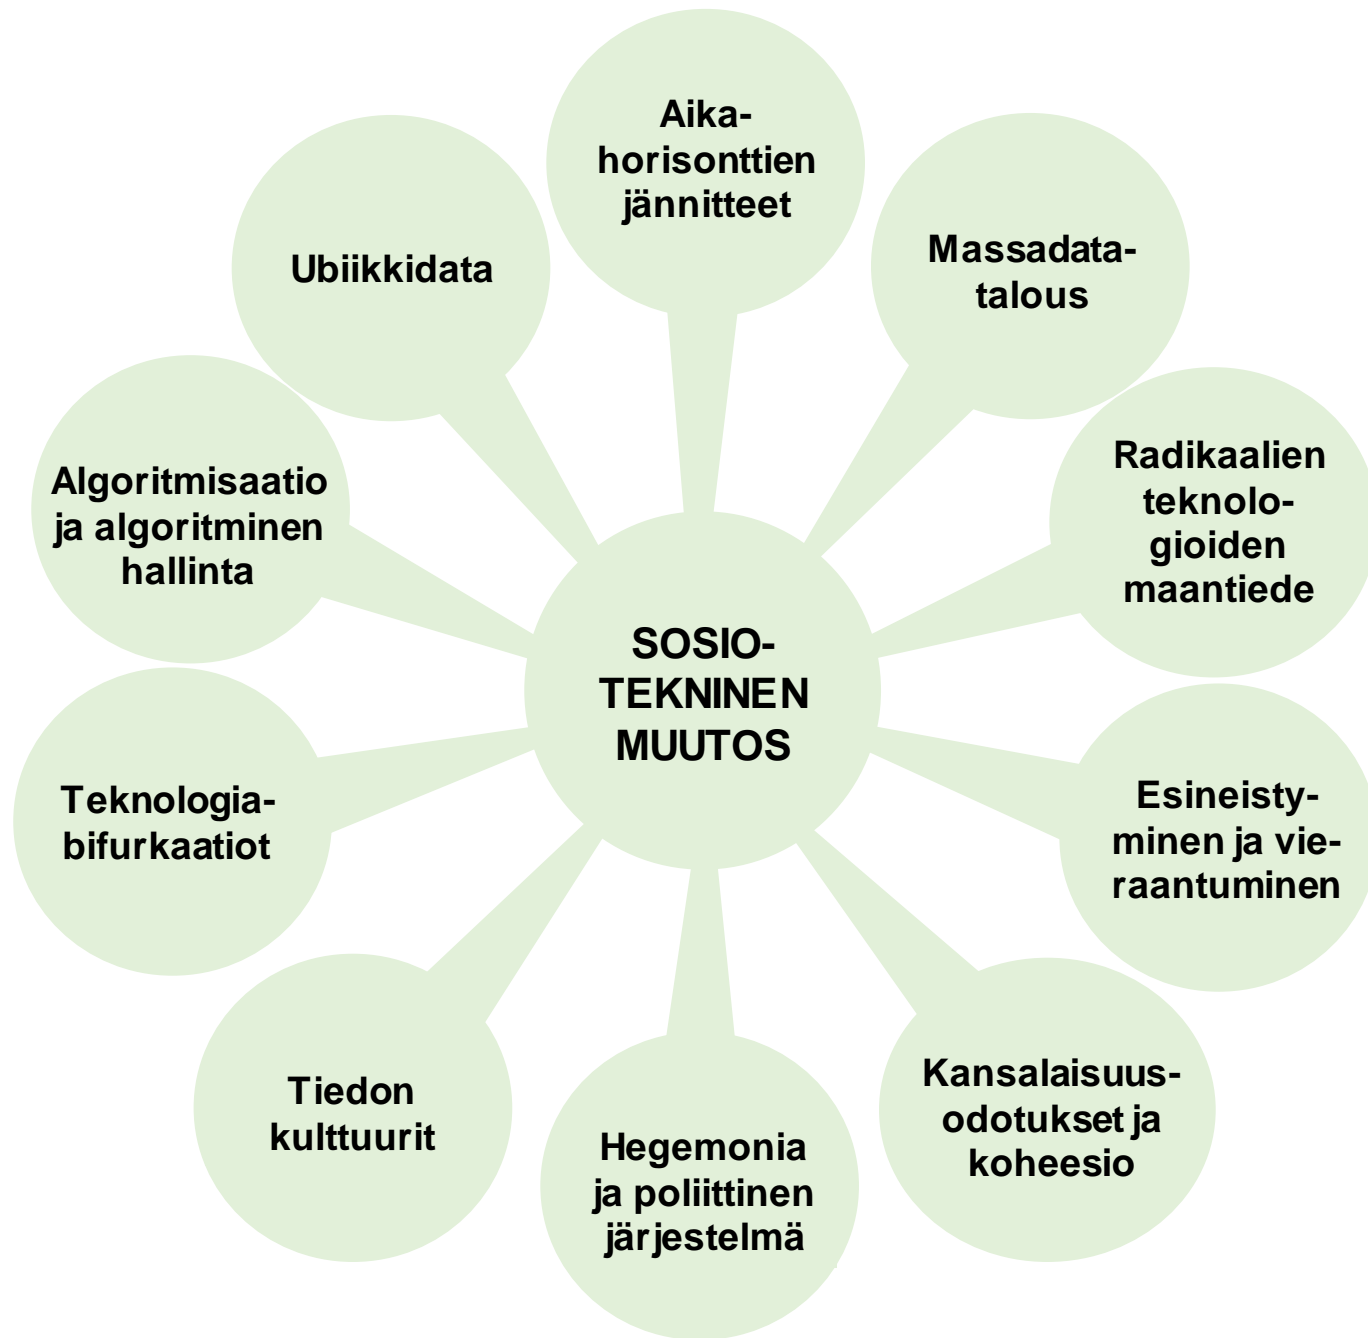 Aika-
horisonttien
jännitteet
Massadata-
talous
Radikaalien
teknolo-
gioiden
maantiede
Esineisty-
minen ja vie-
raantuminen
Kansalaisuus-
odotukset ja
koheesio
Hegemonia
ja poliittinen
järjestelmä
Tiedon
kulttuurit
Teknologia-
bifurkaatiot
Algoritmisaatio
ja algoritminen
hallinta
Ubiikkidata
SOSIO-
TEKNINEN
MUUTOS